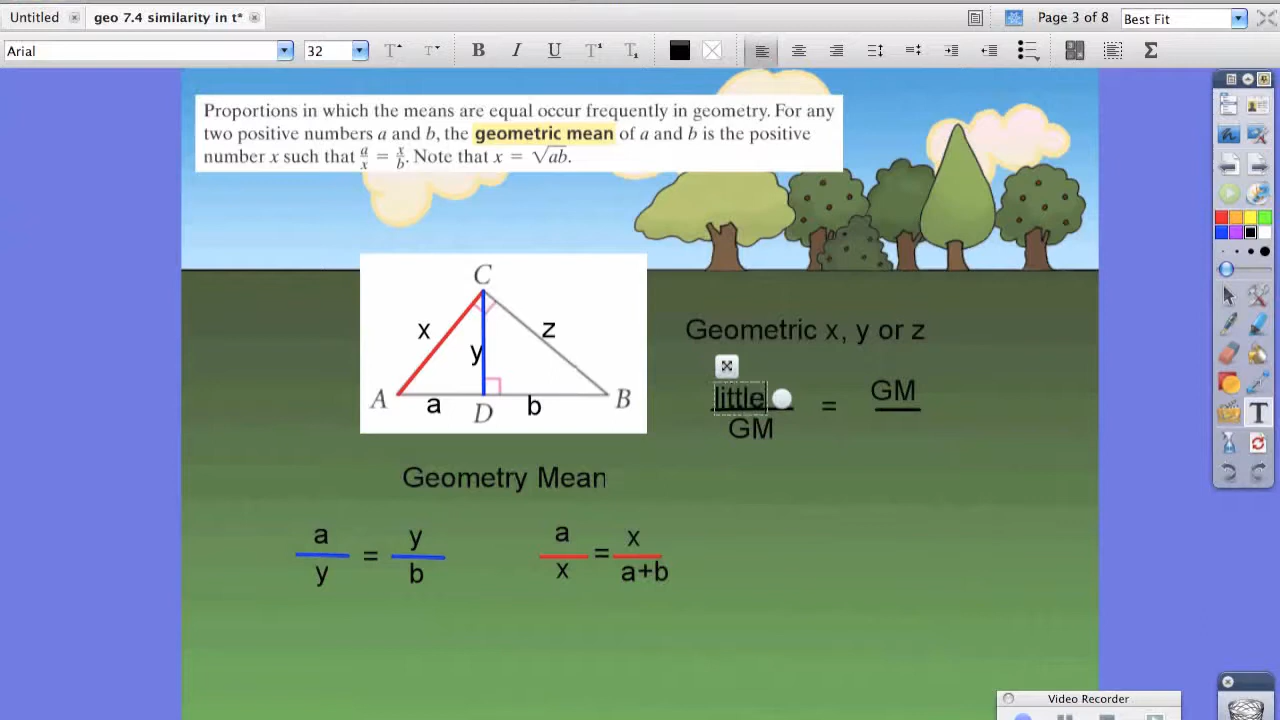 Untitled
geo 7.4 similarity in t*
Page 3 of 8
Best Fit
Arial
32
B I U T¹ T₁ Σ
Proportions in which the means are equal occur frequently in geometry. For any
two positive numbers a and b, the geometric mean of a and b is the positive
number x such that a/x = x/b. Note that x = √ab.
C
x
z
y
A
a
D
b
B
Geometric x, y or z
little
=
GM
GM
Geometry Mean
a
y
=
y
b
a
x
=
x
a+b
T
Video Recorder